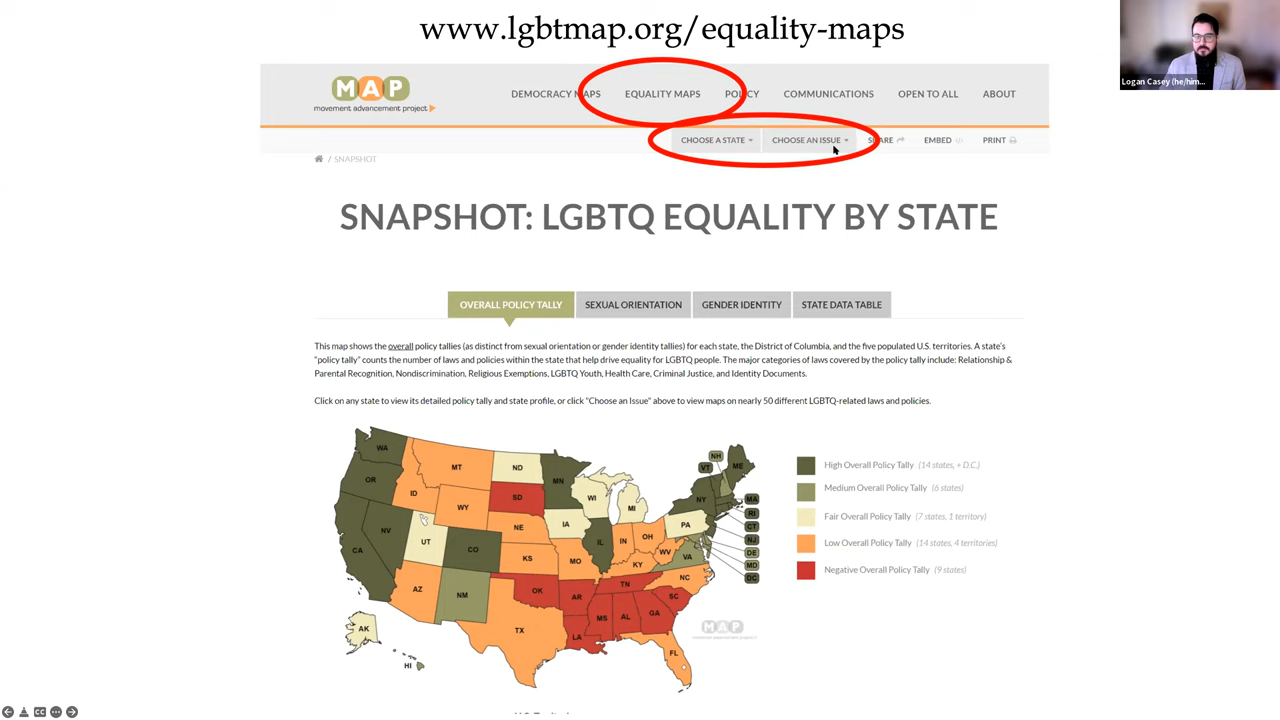 www.lgbtmap.org/equality-maps
Logan Casey (he/him...
MAP
movement advancement project
DEMOCRACY MAPS
EQUALITY MAPS
POLICY
COMMUNICATIONS
OPEN TO ALL
ABOUT
CHOOSE A STATE
CHOOSE AN ISSUE
SHARE
EMBED
PRINT
/ SNAPSHOT
SNAPSHOT: LGBTQ EQUALITY BY STATE
OVERALL POLICY TALLY
SEXUAL ORIENTATION
GENDER IDENTITY
STATE DATA TABLE
This map shows the overall policy tallies (as distinct from sexual orientation or gender identity tallies) for each state, the District of Columbia, and the five populated U.S. territories. A state's
"policy tally" counts the number of laws and policies within the state that help drive equality for LGBTQ people. The major categories of laws covered by the policy tally include: Relationship &
Parental Recognition, Nondiscrimination, Religious Exemptions, LGBTQ Youth, Health Care, Criminal Justice, and Identity Documents.
Click on any state to view its detailed policy tally and state profile, or click "Choose an Issue" above to view maps on nearly 50 different LGBTQ-related laws and policies.
WA
OR
CA
NV
ID
MT
WY
UT
AZ
CO
NM
ND
SD
NE
KS
OK
TX
MN
IA
MO
AR
LA
WI
IL
MI
IN
OH
KY
TN
MS
AL
GA
FL
SC
NC
WV
VA
PA
NY
VT
NH
ME
MA
RI
CT
NJ
DE
MD
DC
AK
HI
MAP
movement advancement project
High Overall Policy Tally (14 states, + D.C.)
Medium Overall Policy Tally (6 states)
Fair Overall Policy Tally (7 states, 1 territory)
Low Overall Policy Tally (14 states, 4 territories)
Negative Overall Policy Tally (9 states)
CC